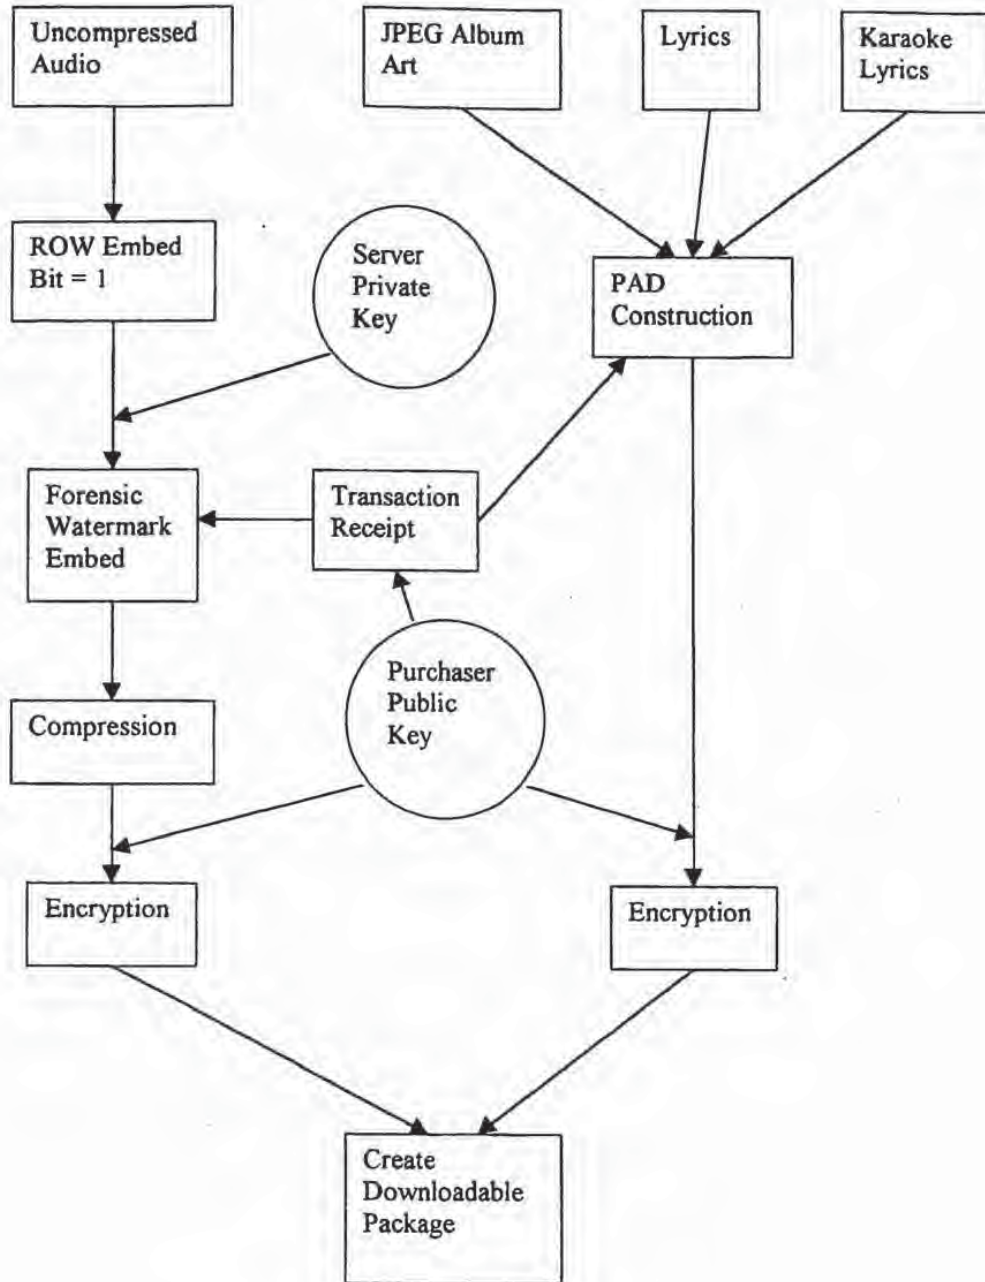 Uncompressed
Audio
JPEG Album
Art
Lyrics
Karaoke
Lyrics
ROW Embed
Bit = 1
Server
Private
Key
PAD
Construction
Forensic
Watermark
Embed
Transaction
Receipt
Purchaser
Public
Key
Compression
Encryption
Encryption
Create
Downloadable
Package